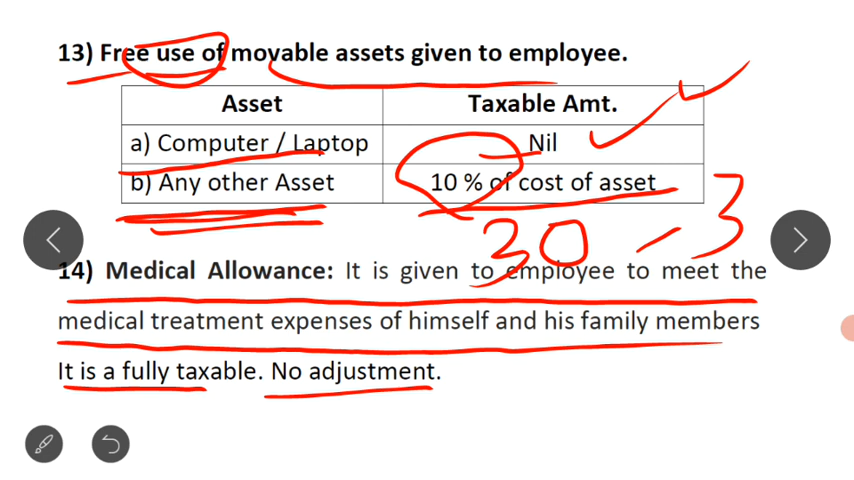 13) Free use of movable assets given to employee.
Asset Taxable Amt.
a) Computer / Laptop Nil
b) Any other Asset 10 % of cost of asset
30 - 3
14) Medical Allowance: It is given to employee to meet the
medical treatment expenses of himself and his family members
It is a fully taxable. No adjustment.